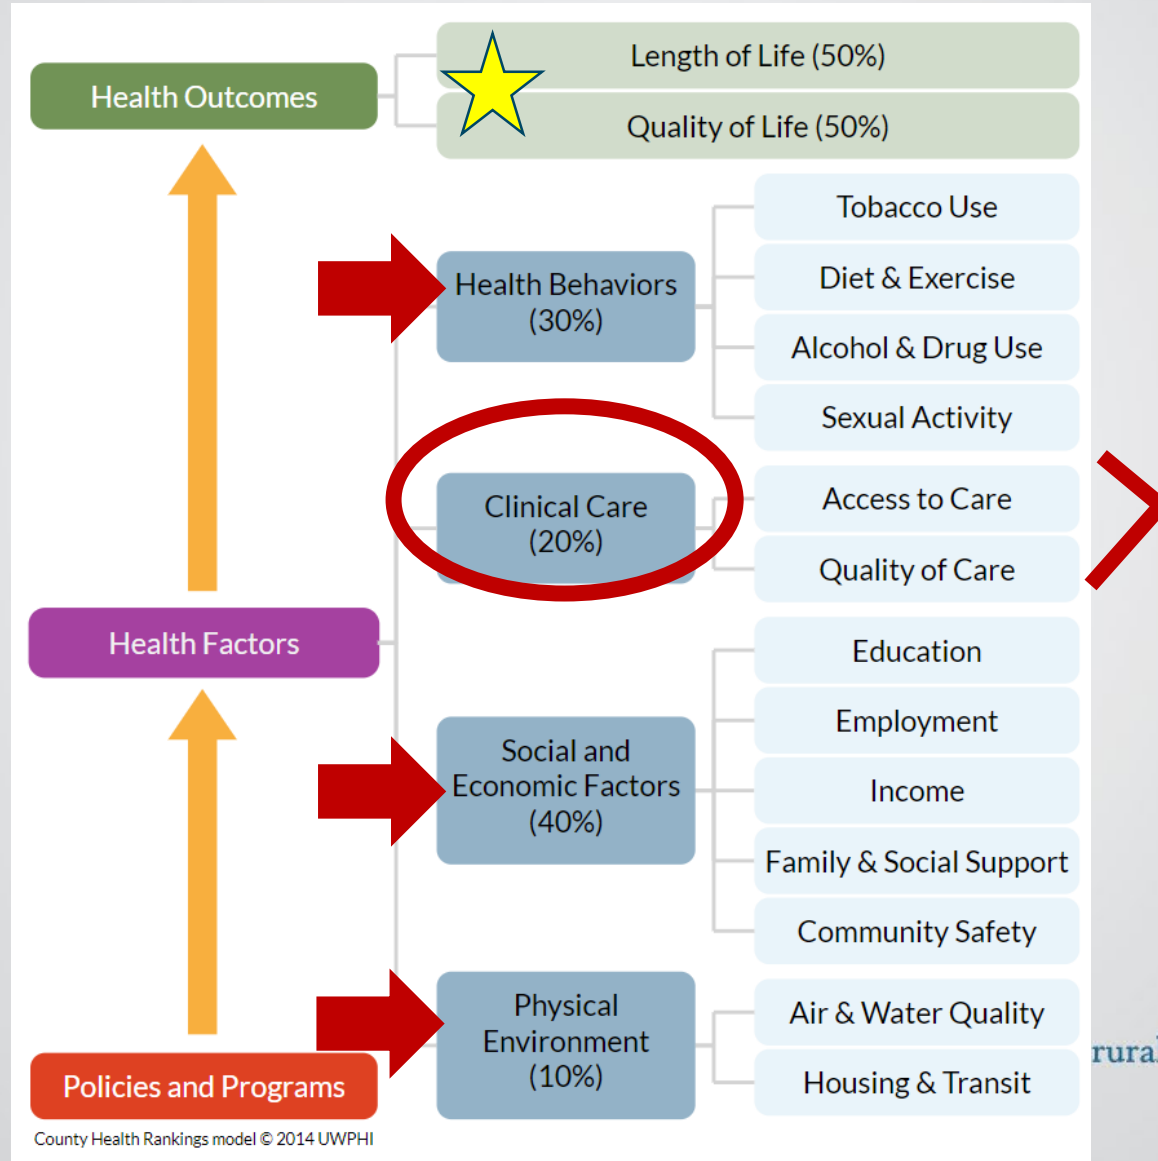 Health Outcomes
Length of Life (50%)
Quality of Life (50%)
Health Behaviors
(30%)
Tobacco Use
Diet & Exercise
Alcohol & Drug Use
Sexual Activity
Clinical Care
(20%)
Access to Care
Quality of Care
Health Factors
Social and
Economic Factors
(40%)
Education
Employment
Income
Family & Social Support
Community Safety
Physical
Environment
(10%)
Air & Water Quality
Housing & Transit
Policies and Programs
County Health Rankings model © 2014 UWPHI
rural